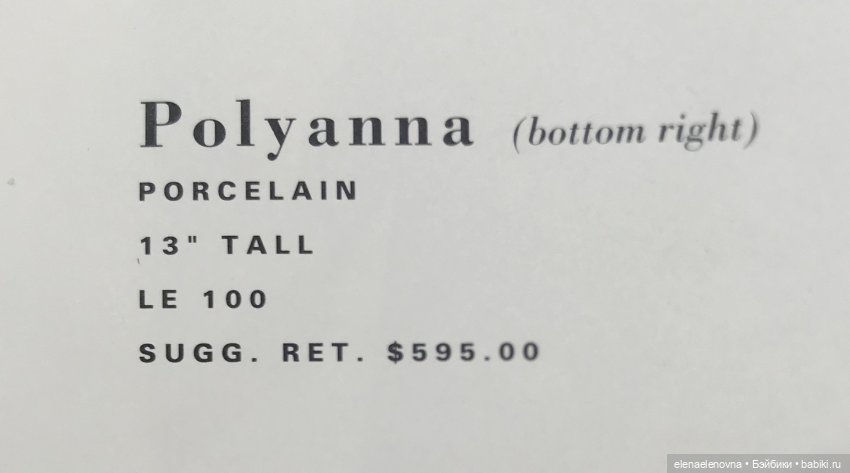 Polyanna (bottom right)
PORCELAIN
13" TALL
LE 100
SUGG. RET. $595.00
elenaelenovna • Бэйбики • babiki.ru